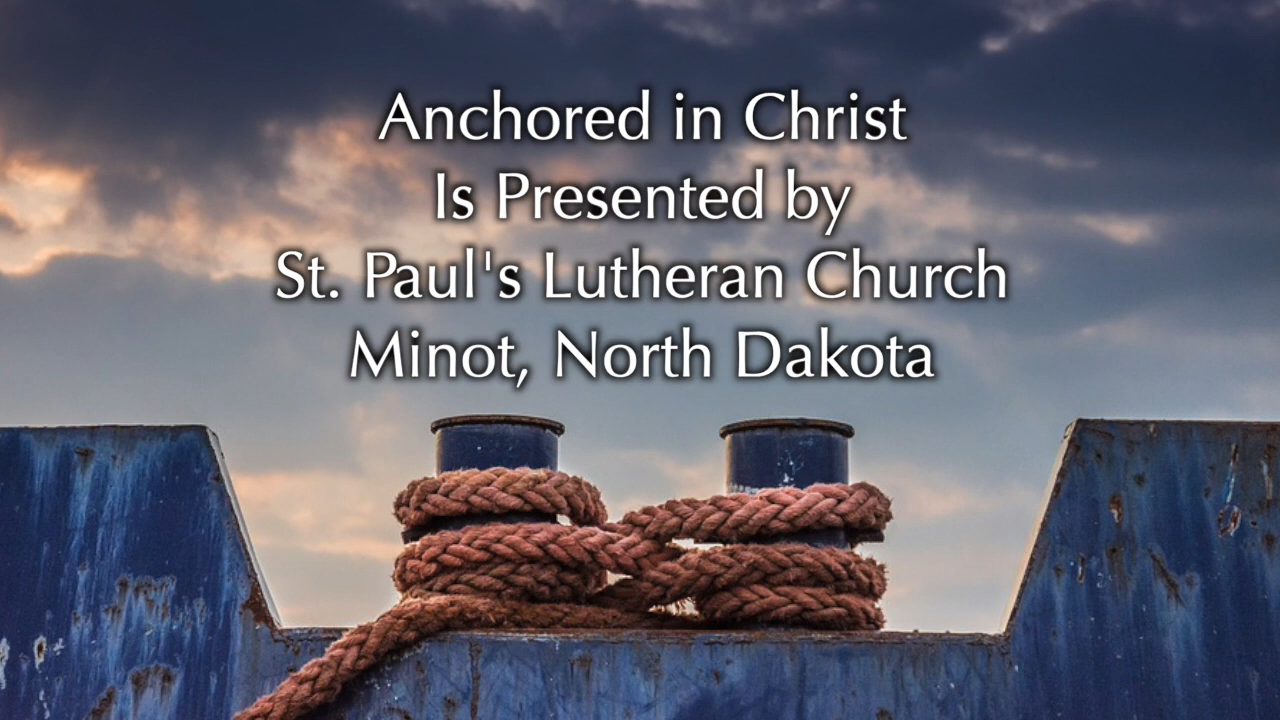 Anchored in Christ
Is Presented by
St. Paul's Lutheran Church
Minot, North Dakota